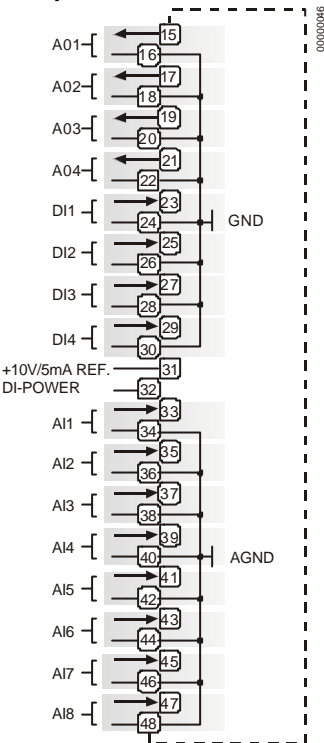 00000046
A01
15
16
A02
17
18
A03
19
20
A04
21
22
DI1
23
24
GND
DI2
25
26
DI3
27
28
DI4
29
30
+10V/5mA REF.
31
DI-POWER
32
AI1
33
34
AI2
35
36
AI3
37
38
AI4
39
40
AGND
AI5
41
42
AI6
43
44
AI7
45
46
AI8
47
48